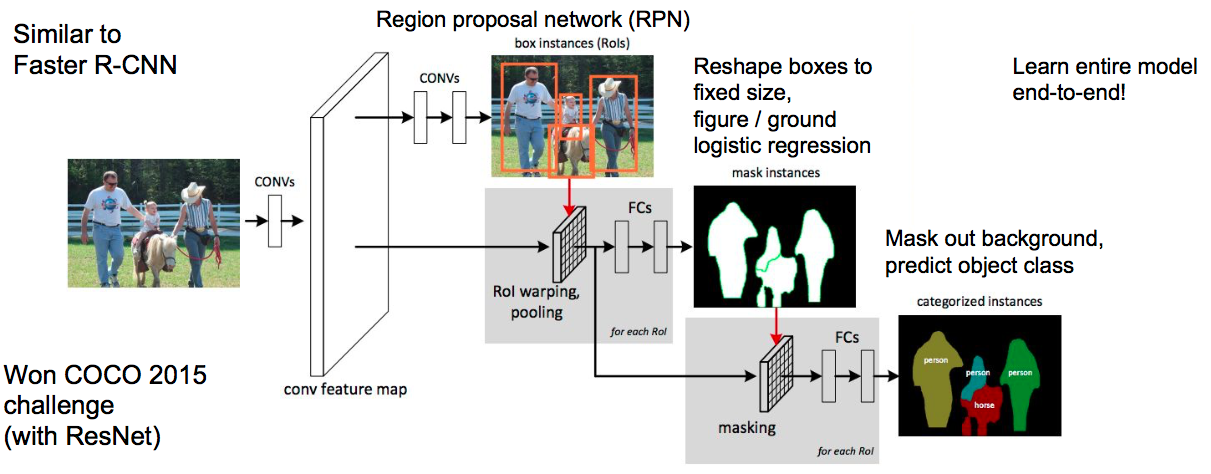 Similar to
Faster R-CNN
Region proposal network (RPN)
box instances (RoIs)
CONVs
CONVs
conv feature map
Reshape boxes to
fixed size,
figure / ground
logistic regression
mask instances
FCs
RoI warping,
pooling
for each RoI
Learn entire model
end-to-end!
Mask out background,
predict object class
categorized instances
FCs
masking
for each RoI
person
person
person
horse
Won COCO 2015
challenge
(with ResNet)